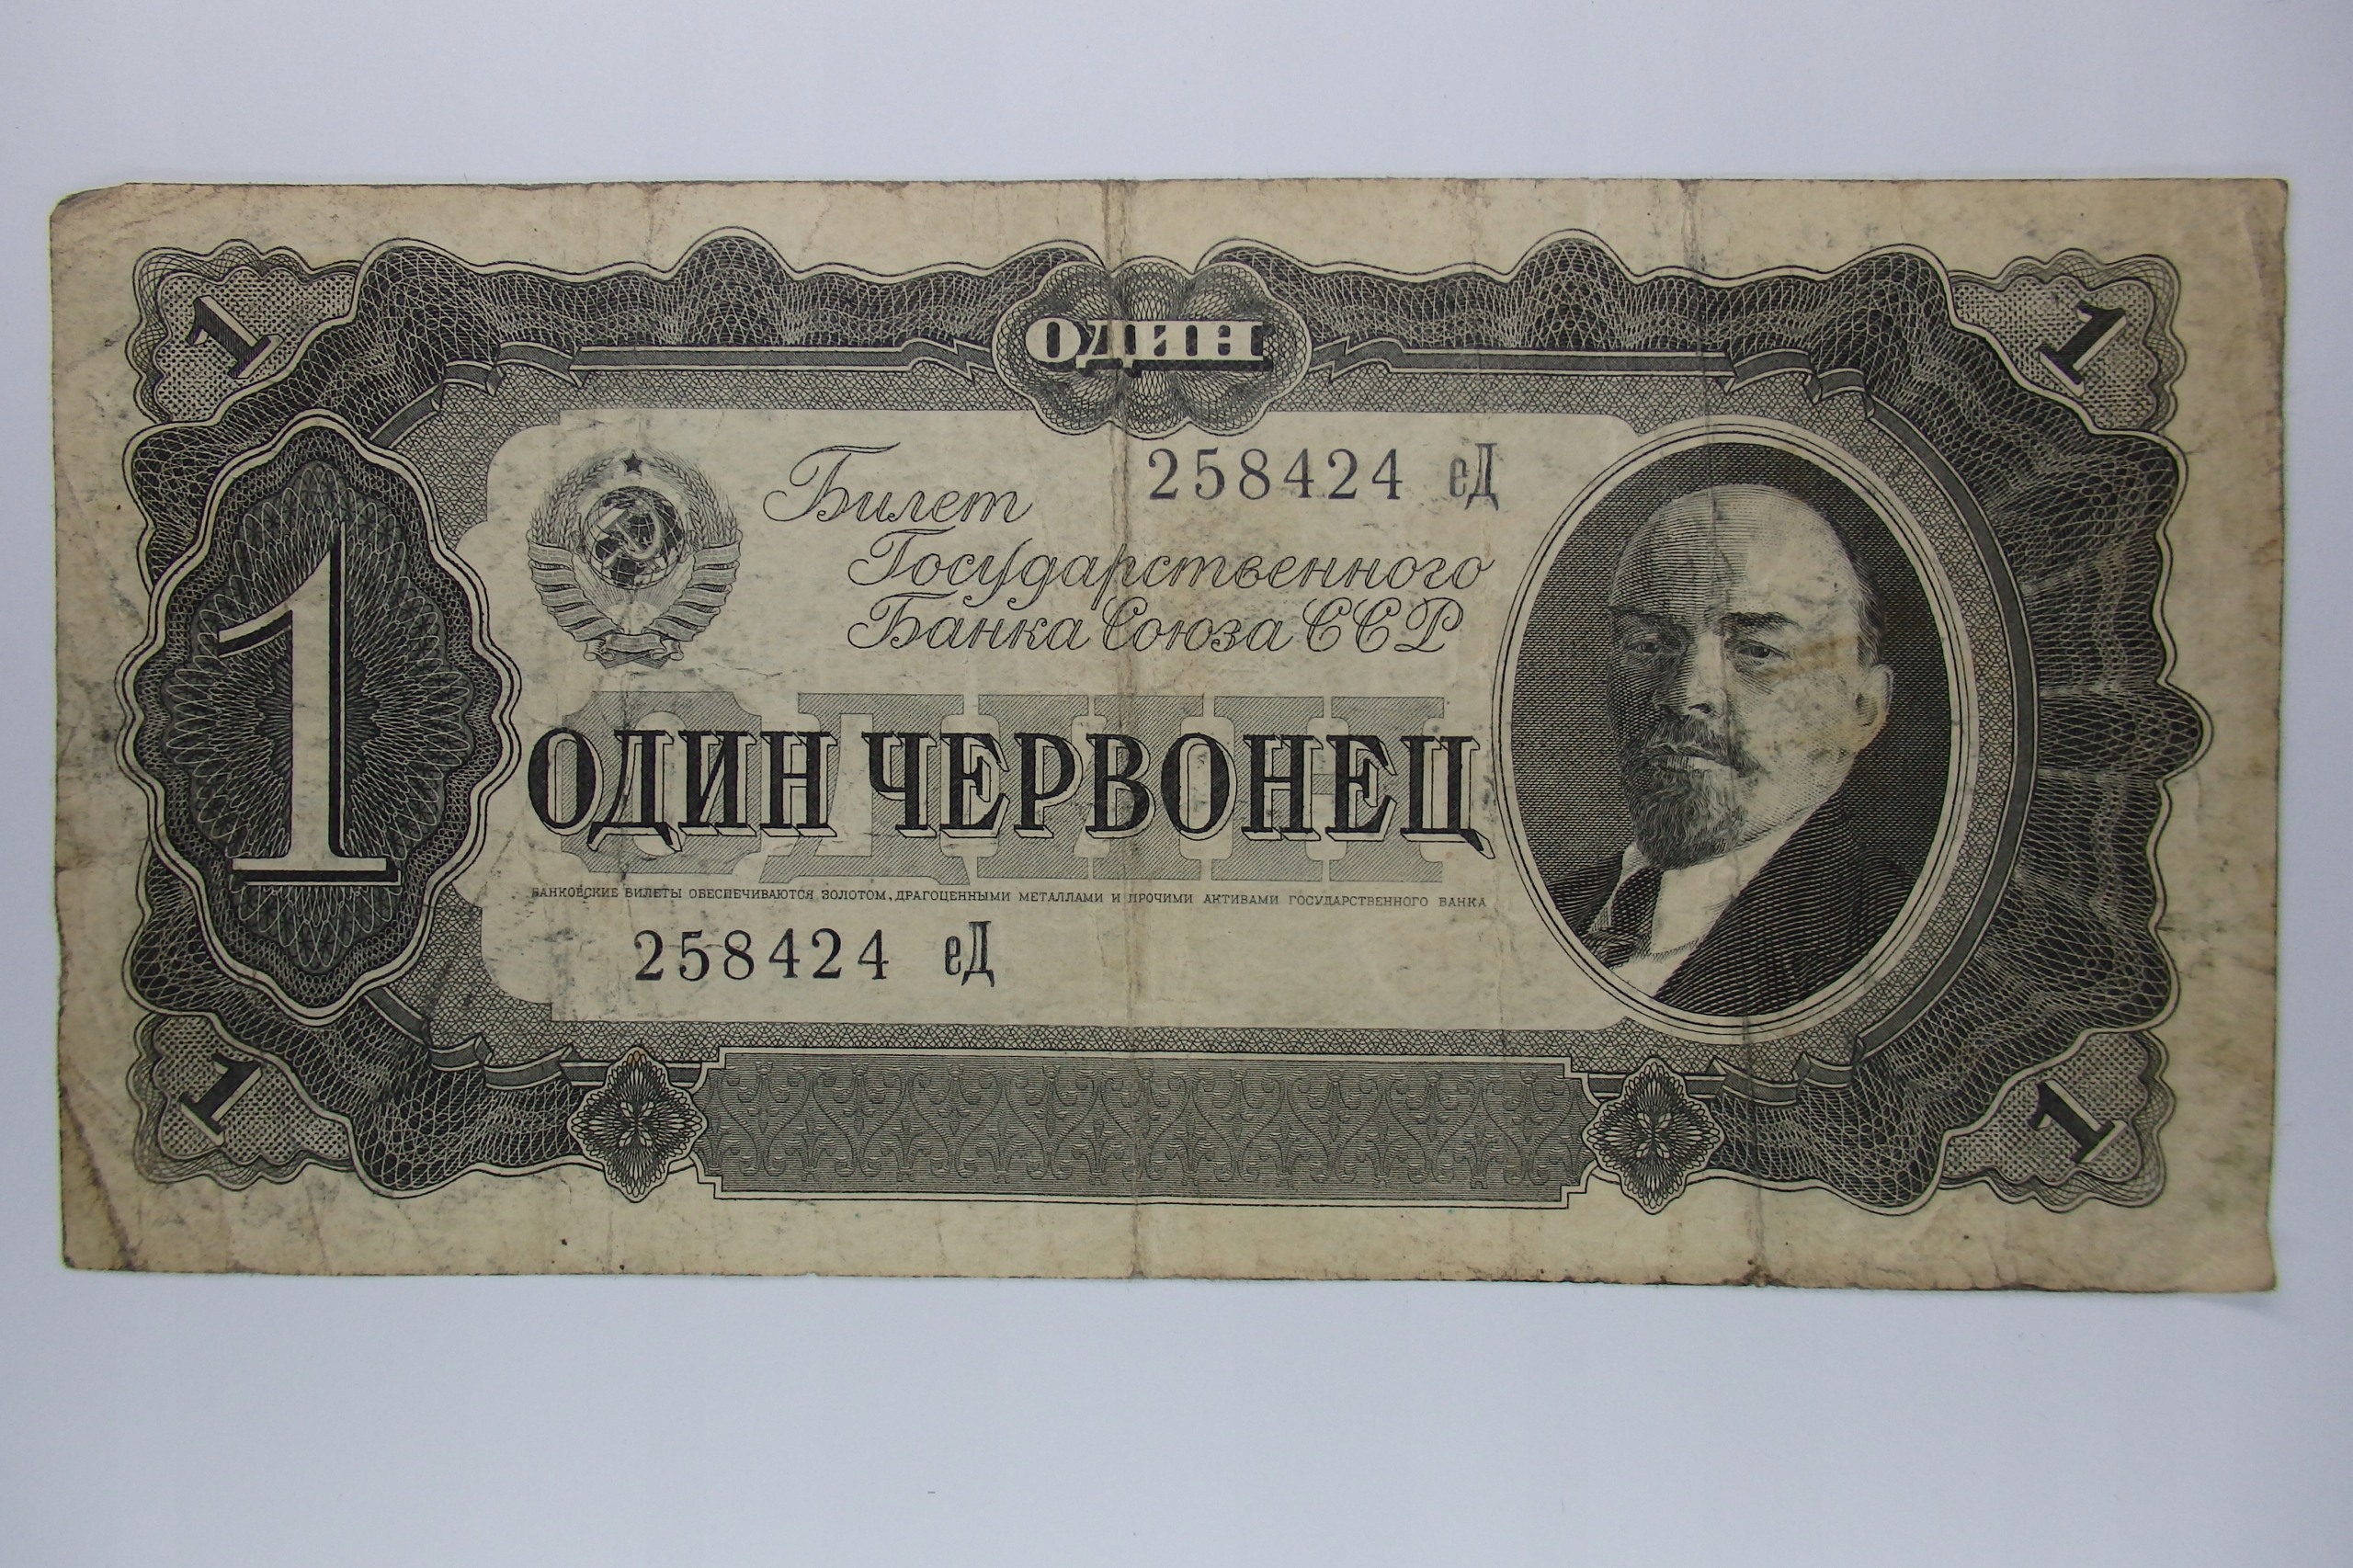 1 ОДИН 1
Билет 258424 еД
Государственного
Банка Союза ССР
1
ОДИН
ОДИН ЧЕРВОНЕЦ
БАНКОВСКИЕ БИЛЕТЫ ОБЕСПЕЧИВАЮТСЯ ЗОЛОТОМ, ДРАГОЦЕННЫМИ МЕТАЛЛАМИ И ПРОЧИМИ АКТИВАМИ ГОСУДАРСТВЕННОГО БАНКА
258424 еД
1 1